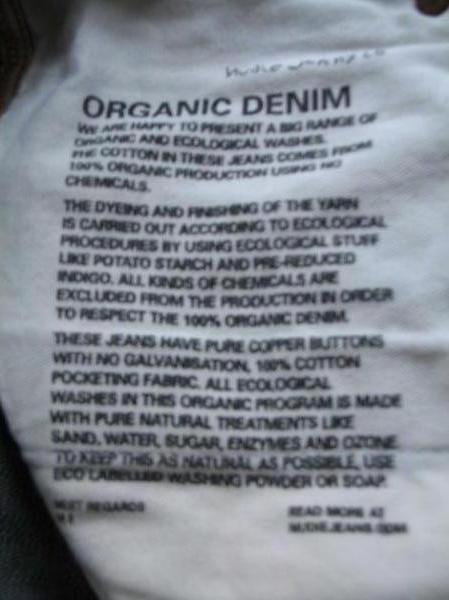 ORGANIC DENIM
WE ARE HAPPY TO PRESENT A BIG RANGE OF
ORGANIC AND ECOLOGICAL WASHES.
THE COTTON IN THESE JEANS COMES FROM
100% ORGANIC PRODUCTION USING NO
CHEMICALS.
THE DYEING AND FINISHING OF THE YARN
IS CARRIED OUT ACCORDING TO ECOLOGICAL
PROCEDURES BY USING ECOLOGICAL STUFF
LIKE POTATO STARCH AND PRE-REDUCED
INDIGO. ALL KINDS OF CHEMICALS ARE
EXCLUDED FROM THE PRODUCTION IN ORDER
TO RESPECT THE 100% ORGANIC DENIM.
THESE JEANS HAVE PURE COPPER BUTTONS
WITH NO GALVANISATION, 100% COTTON
POCKETING FABRIC. ALL ECOLOGICAL
WASHES IN THIS ORGANIC PROGRAM IS MADE
WITH PURE NATURAL TREATMENTS LIKE
SAND, WATER, SUGAR, ENZYMES AND OZONE.
TO KEEP THIS AS NATURAL AS POSSIBLE, USE
ECO LABELLED WASHING POWDER OR SOAP.
REGARDS
READ MORE AT
NUDIEJEANS.COM